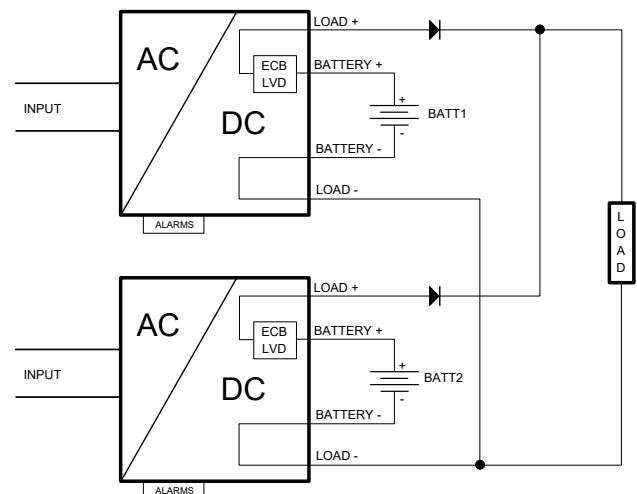 LOAD +
AC
ECB
LVD
BATTERY +
INPUT
+
BATT1
DC
-
BATTERY -
LOAD -
ALARMS
L
O
A
D
LOAD +
AC
ECB
LVD
BATTERY +
INPUT
+
BATT2
DC
-
BATTERY -
LOAD -
ALARMS